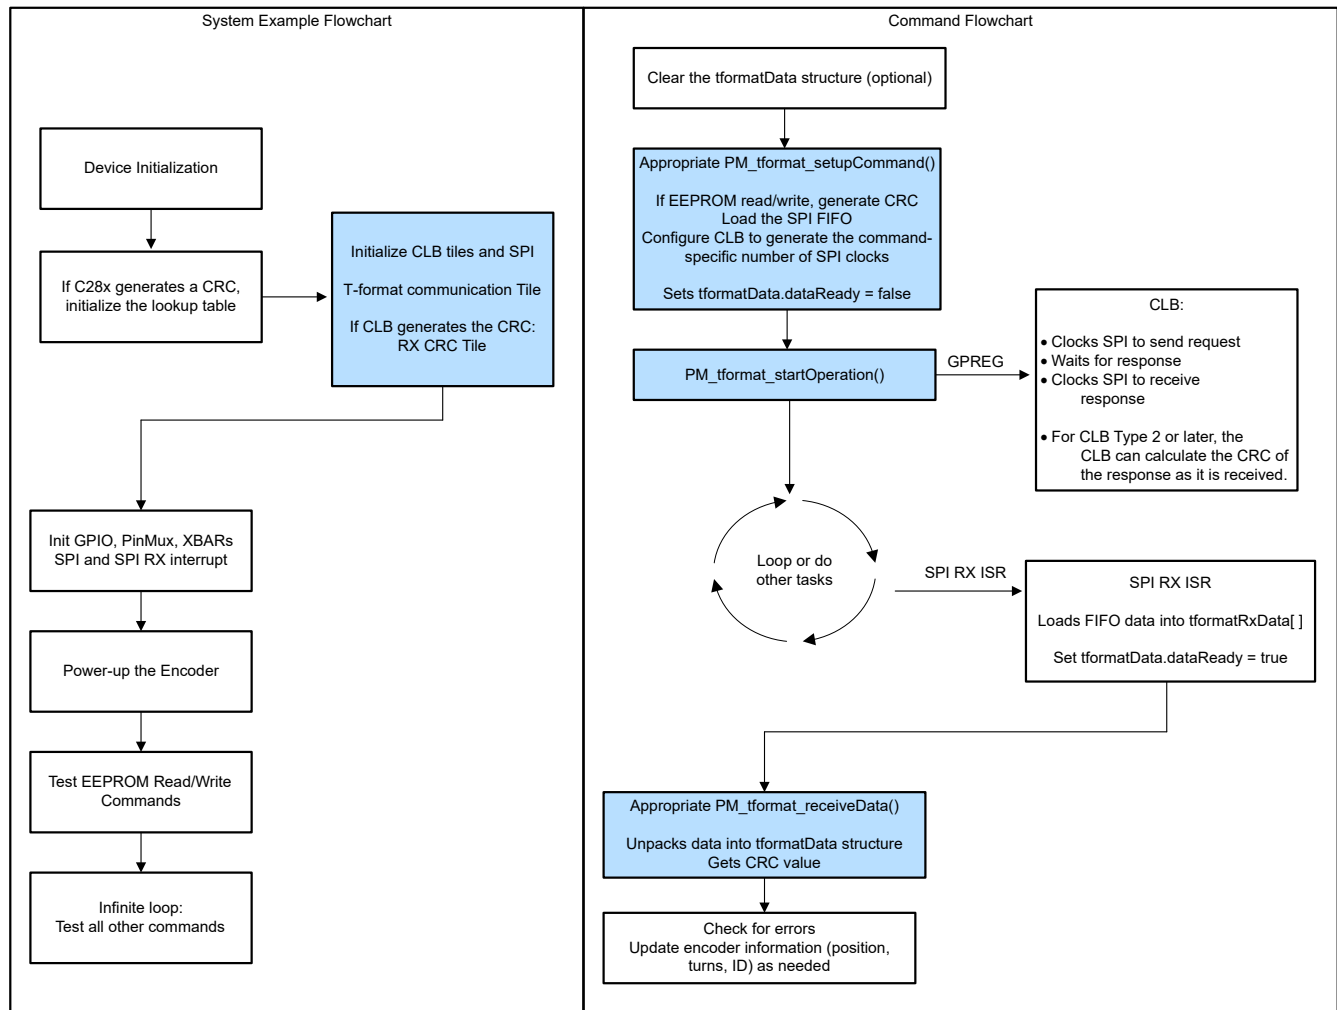 System Example Flowchart
Device Initialization
If C28x generates a CRC,
initialize the lookup table
Initialize CLB tiles and SPI
T-format communication Tile
If CLB generates the CRC:
RX CRC Tile
Init GPIO, PinMux, XBARs
SPI and SPI RX interrupt
Power-up the Encoder
Test EEPROM Read/Write
Commands
Infinite loop:
Test all other commands
Command Flowchart
Clear the tformatData structure (optional)
Appropriate PM_tformat_setupCommand()
If EEPROM read/write, generate CRC
Load the SPI FIFO
Configure CLB to generate the command-
specific number of SPI clocks
Sets tformatData.dataReady = false
PM_tformat_startOperation()
GPREG
CLB:
• Clocks SPI to send request
• Waits for response
• Clocks SPI to receive
response
• For CLB Type 2 or later, the
CLB can calculate the CRC of
the response as it is received.
Loop or do
other tasks
SPI RX ISR
SPI RX ISR
Loads FIFO data into tformatRxData[ ]
Set tformatData.dataReady = true
Appropriate PM_tformat_receiveData()
Unpacks data into tformatData structure
Gets CRC value
Check for errors
Update encoder information (position,
turns, ID) as needed